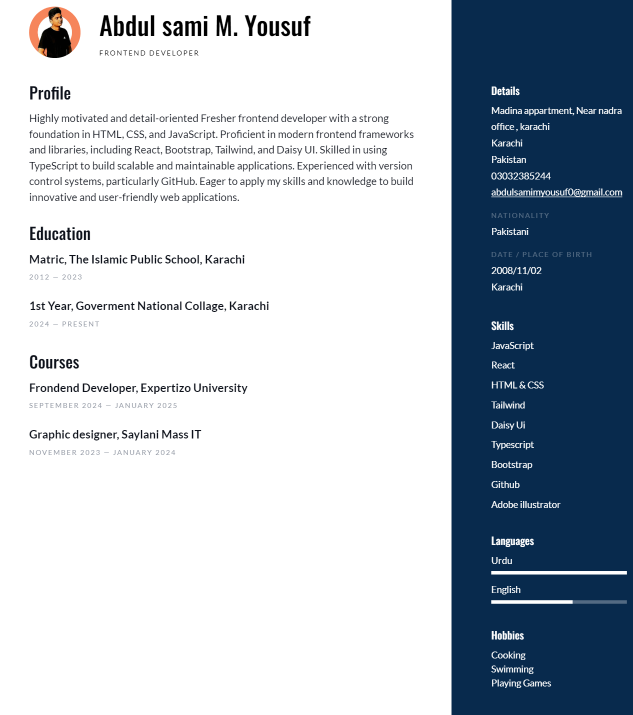 Abdul sami M. Yousuf
FRONTEND DEVELOPER
Profile
Highly motivated and detail-oriented Fresher frontend developer with a strong
foundation in HTML, CSS, and JavaScript. Proficient in modern frontend frameworks
and libraries, including React, Bootstrap, Tailwind, and Daisy UI. Skilled in using
TypeScript to build scalable and maintainable applications. Experienced with version
control systems, particularly GitHub. Eager to apply my skills and knowledge to build
innovative and user-friendly web applications.
Education
Matric, The Islamic Public School, Karachi
2012 — 2023
1st Year, Goverment National Collage, Karachi
2024 — PRESENT
Courses
Frondend Developer, Expertizo University
SEPTEMBER 2024 — JANUARY 2025
Graphic designer, Saylani Mass IT
NOVEMBER 2023 — JANUARY 2024
Details
Madina appartment, Near nadra
office , karachi
Karachi
Pakistan
03032385244
abdulsamimyousuf0@gmail.com
NATIONALITY
Pakistani
DATE / PLACE OF BIRTH
2008/11/02
Karachi
Skills
JavaScript
React
HTML & CSS
Tailwind
Daisy Ui
Typescript
Bootstrap
Github
Adobe illustrator
Languages
Urdu
English
Hobbies
Cooking
Swimming
Playing Games